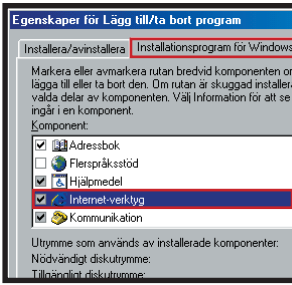 Egenskaper för Lägg till/ta bort program
Installera/avinstallera Installationsprogram för Windows
Markera eller avmarkera rutan bredvid komponenten
lägga till eller ta bort den. Om rutan är skuggad
valda delar av komponenten. Välj Information för att se
ingår i en komponent.
Komponent:
Adressbok
Flerspråksstöd
Hjälpmedel
Internet-verktyg
Kommunikation
Utrymme som används av installerade komponenter:
Nödvändigt diskutrymme:
Tillgängligt diskutrymme: